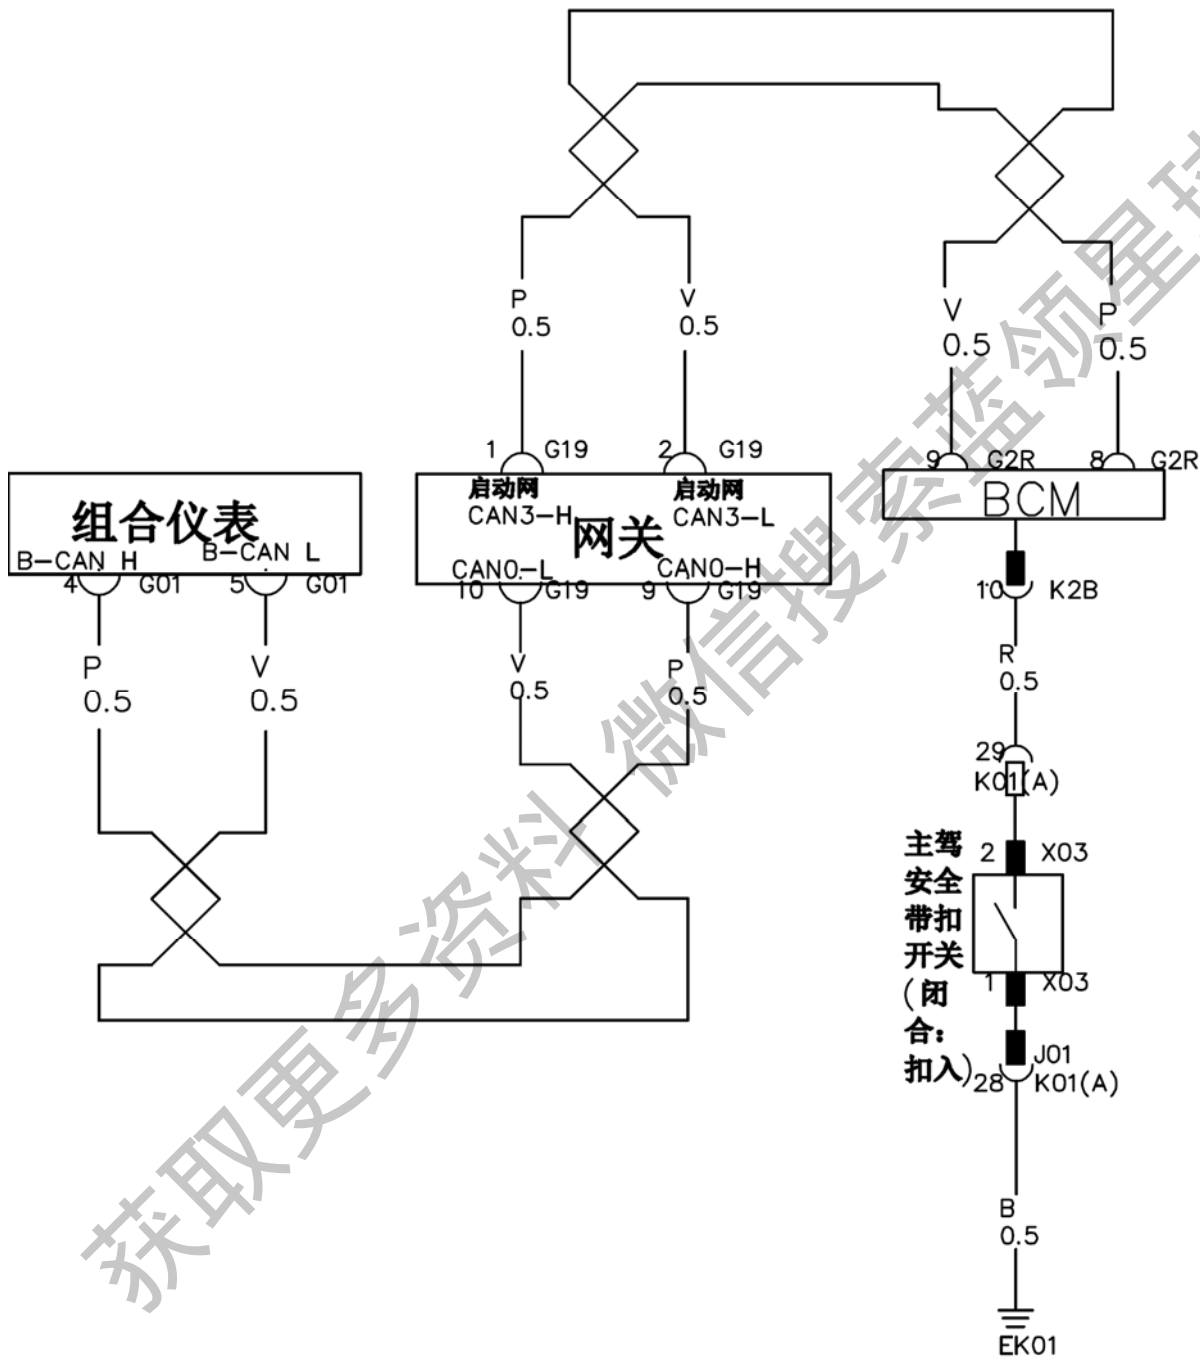 P
0.5
V
0.5
V
0.5
P
0.5
1
G19
2
G19
9
G2R
8
G2R
组合仪表
B-CAN H
B-CAN L
4
G01
5
G01
启动网
CAN3-H
启动网
CAN3-L
网关
CAN0-L
CAN0-H
10
G19
9
G19
BCM
10
K2B
P
0.5
V
0.5
V
0.5
P
0.5
R
0.5
29
K01(A)
2
X03
主驾
安全
带扣
开关
(闭
合:
扣入)
1
X03
J01
28
K01(A)
B
0.5
EK01
获取更多资料 微信搜索蓝领星球